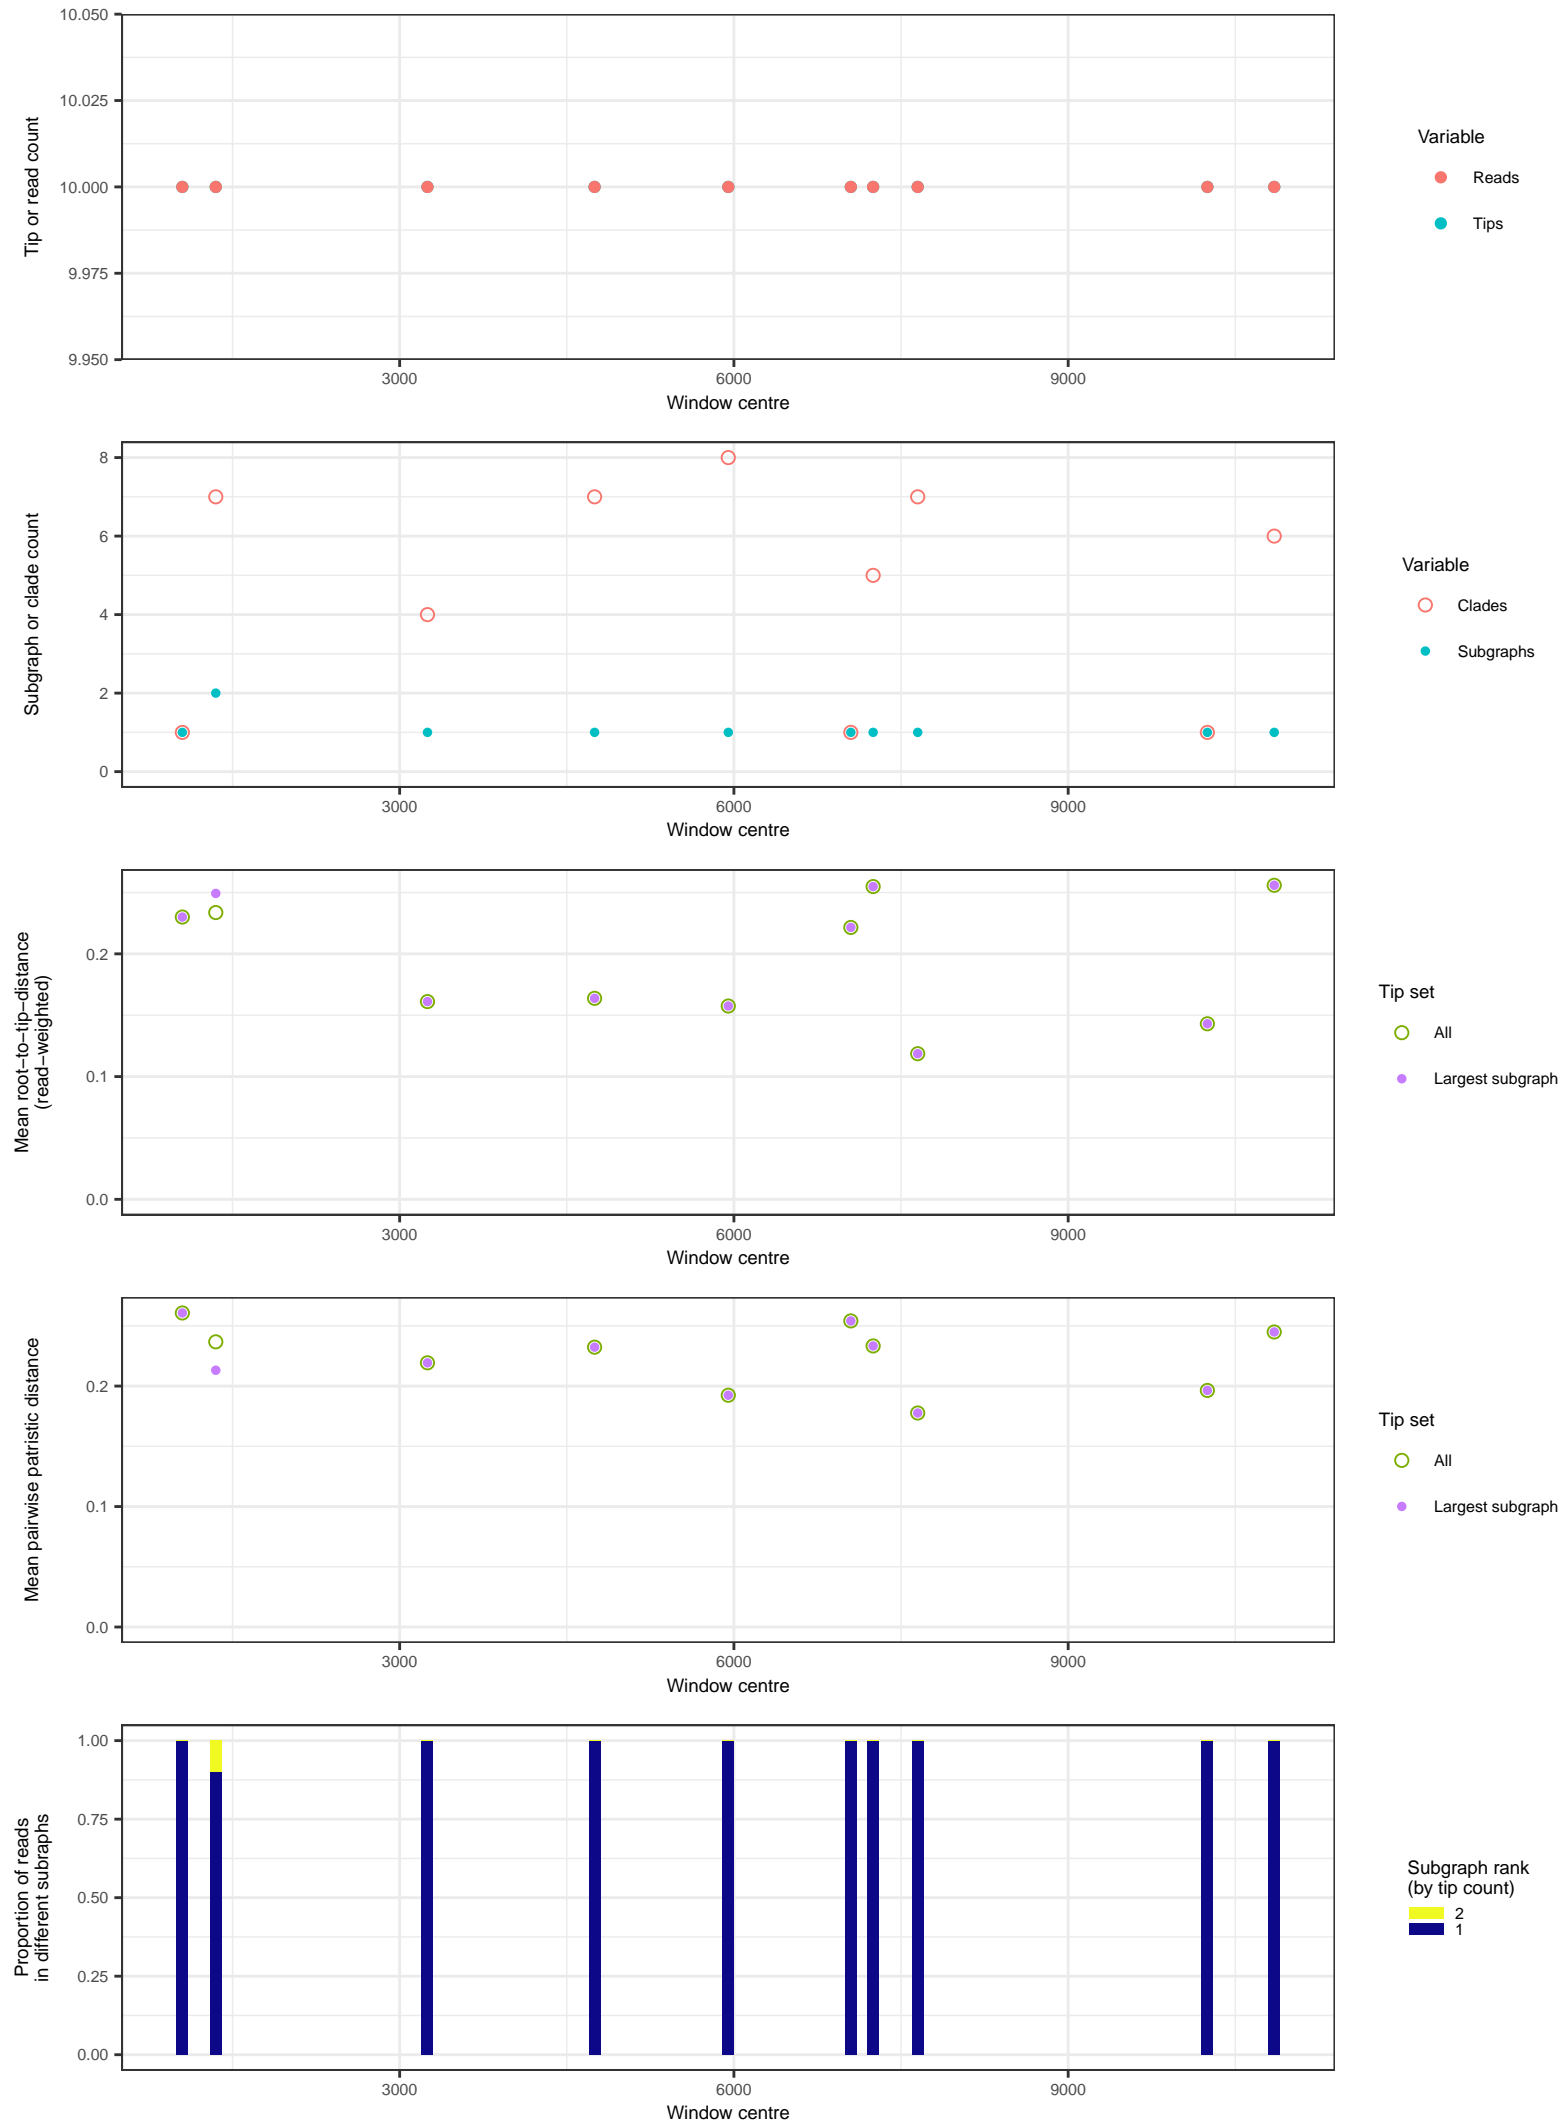 10.050
10.025
10.000
9.975
9.950
Tip or read count
3000 6000 9000
Window centre
Variable
Reads
Tips
8
6
4
2
0
Subgraph or clade count
3000 6000 9000
Window centre
Variable
Clades
Subgraphs
0.2
0.1
0.0
Mean root−to−tip−distance
(read−weighted)
3000 6000 9000
Window centre
Tip set
All
Largest subgraph
0.2
0.1
0.0
Mean pairwise patristic distance
3000 6000 9000
Window centre
Tip set
All
Largest subgraph
1.00
0.75
0.50
0.25
0.00
Proportion of reads
in different subraphs
3000 6000 9000
Window centre
Subgraph rank
(by tip count)
2
1